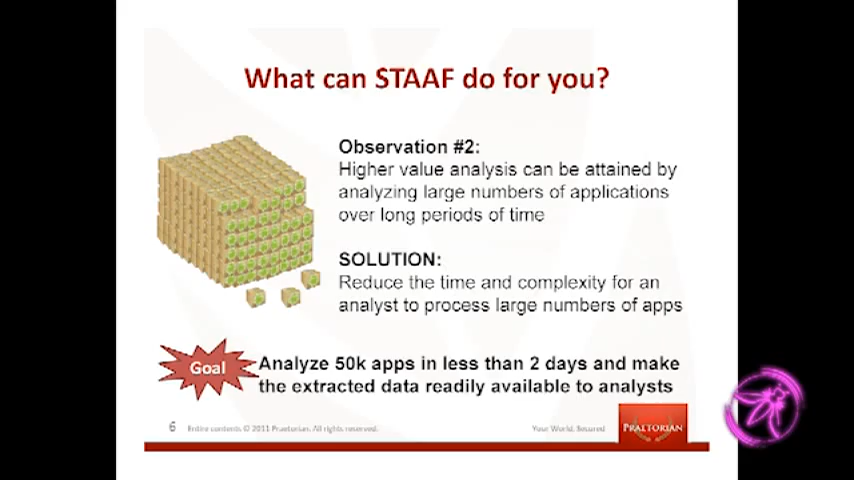 What can STAAF do for you?
Observation #2:
Higher value analysis can be attained by
analyzing large numbers of applications
over long periods of time
SOLUTION:
Reduce the time and complexity for an
analyst to process large numbers of apps
Goal
Analyze 50k apps in less than 2 days and make
the extracted data readily available to analysts
6
Entire contents © 2011 Praetorian. All rights reserved.
Your World, Secured
PRAETORIAN